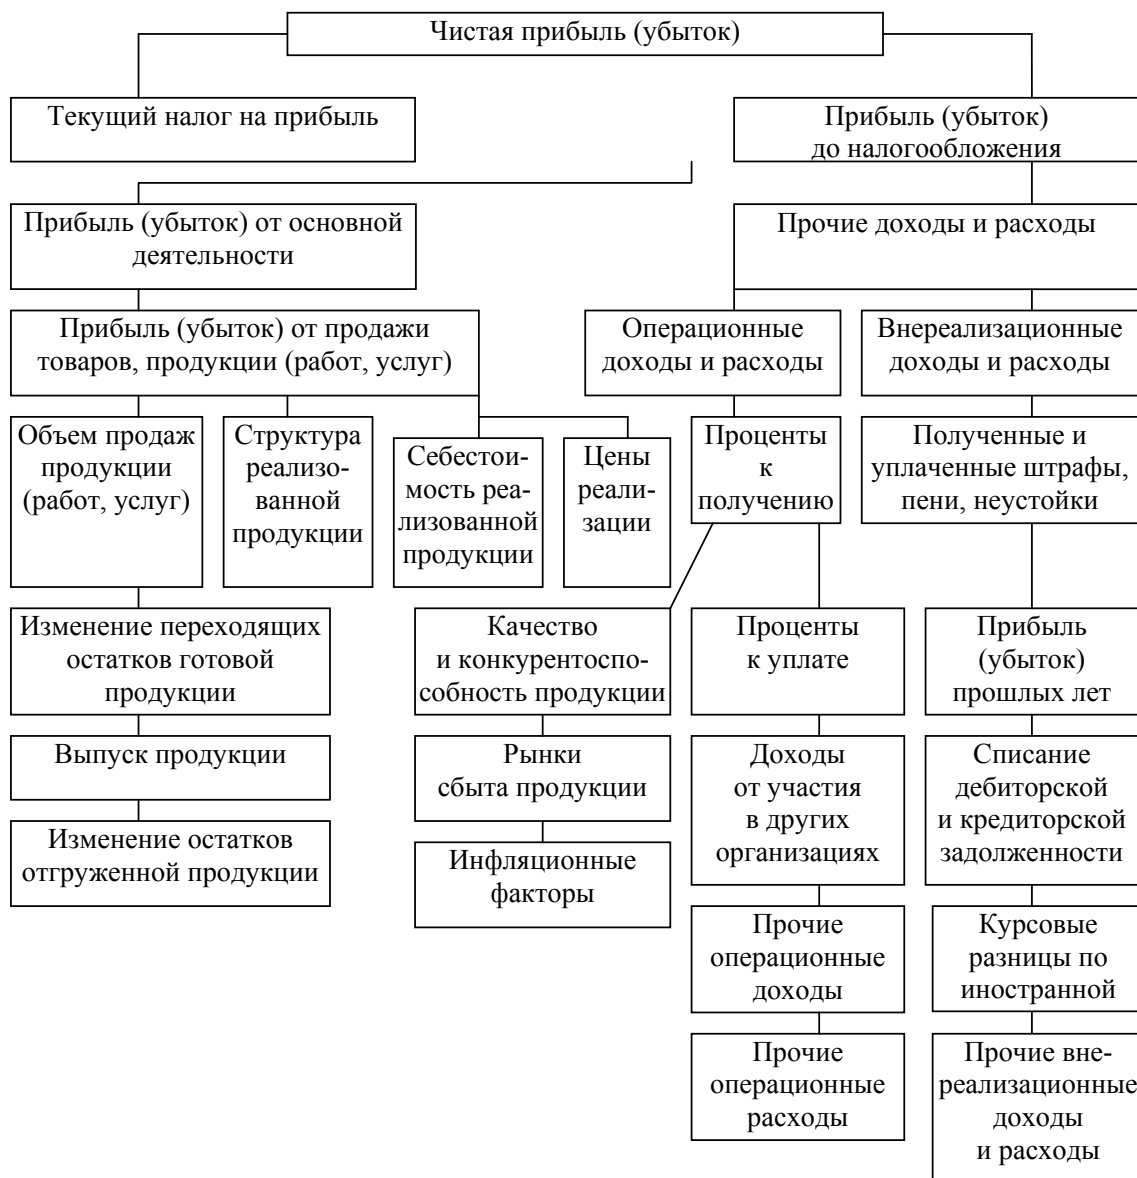 Чистая прибыль (убыток)
Текущий налог на прибыль
Прибыль (убыток)
до налогообложения
Прибыль (убыток) от основной
деятельности
Прочие доходы и расходы
Прибыль (убыток) от продажи
товаров, продукции (работ, услуг)
Операционные
доходы и расходы
Внереализационные
доходы и расходы
Объем продаж
продукции
(работ, услуг)
Структура
реализо-
ванной
продукции
Себестои-
мость реа-
лизованной
продукции
Цены
реали-
зации
Проценты
к
получению
Полученные и
уплаченные штрафы,
пени, неустойки
Изменение переходящих
остатков готовой
продукции
Качество
и конкурентоспо-
собность продукции
Проценты
к уплате
Прибыль
(убыток)
прошлых лет
Выпуск продукции
Рынки
сбыта продукции
Доходы
от участия
в других
организациях
Списание
дебиторской
и кредиторской
задолженности
Изменение остатков
отгруженной продукции
Инфляционные
факторы
Прочие
операционные
доходы
Курсовые
разницы по
иностранной
Прочие
операционные
расходы
Прочие вне-
реализационные
доходы
и расходы